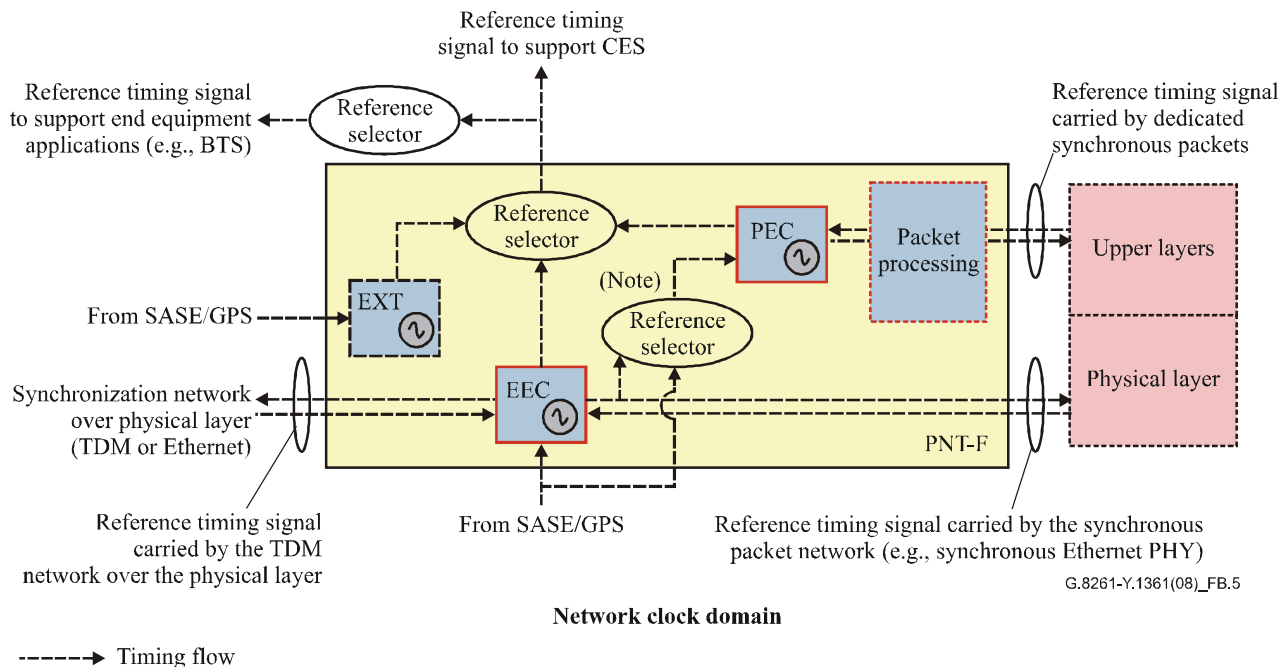 Reference timing
signal to support CES
Reference timing signal
to support end equipment
applications (e.g., BTS)
Reference
selector
Reference timing signal
carried by dedicated
synchronous packets
Reference
selector
PEC
Packet
processing
Upper layers
(Note)
EXT
From SASE/GPS
Reference
selector
Synchronization network
over physical layer
(TDM or Ethernet)
EEC
Physical layer
PNT-F
From SASE/GPS
Reference timing signal
carried by the TDM
network over the physical layer
Reference timing signal carried by the synchronous
packet network (e.g., synchronous Ethernet PHY)
G.8261-Y.1361(08)_FB.5
Network clock domain
Timing flow